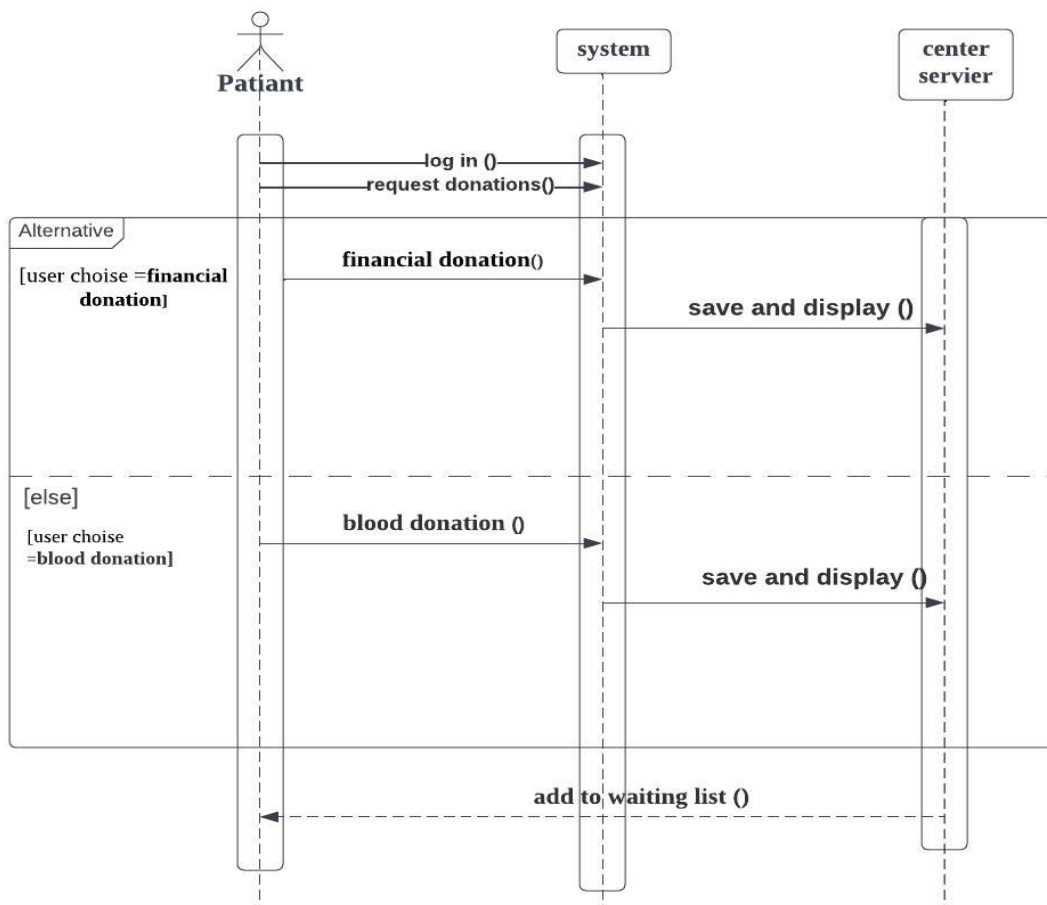 Patiant
system
center
servier
log in ()
request donations()
Alternative
[user choise =financial
donation]
financial donation()
save and display ()
[else]
[user choise
=blood donation]
blood donation ()
save and display ()
add to waiting list ()